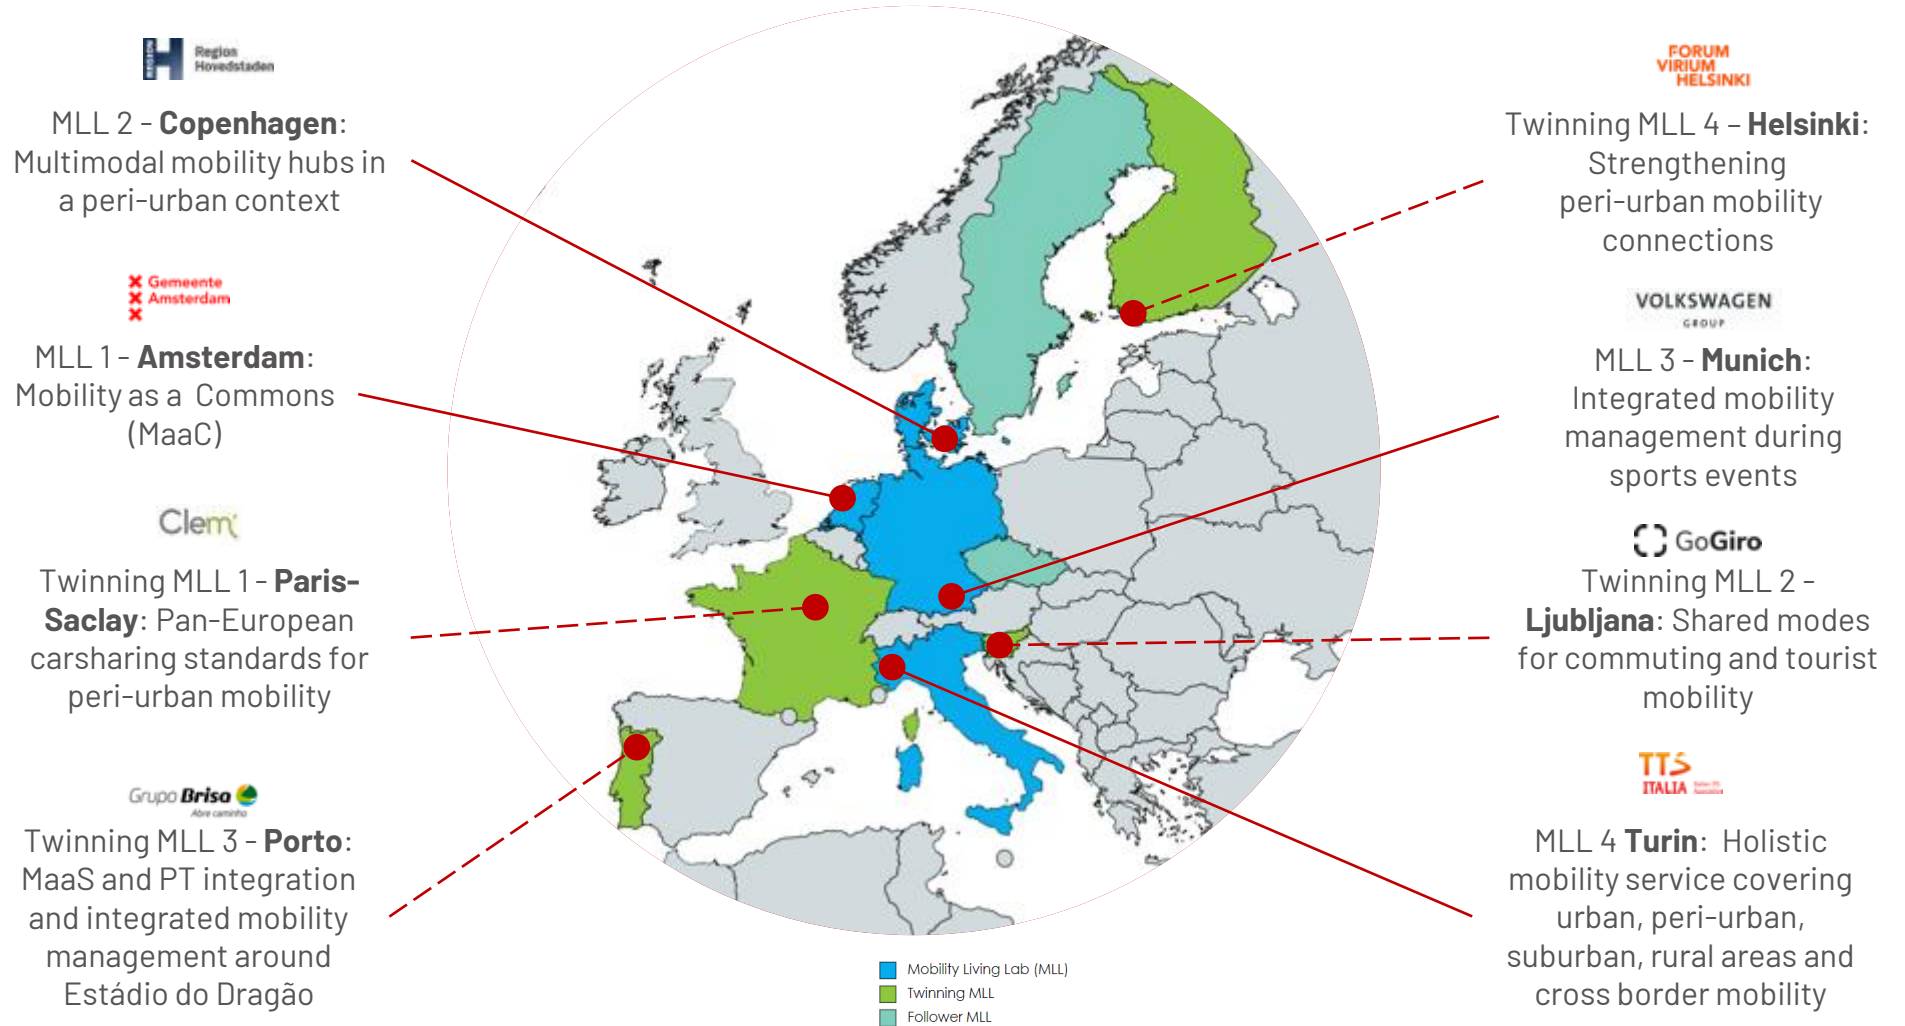 REGION
Region
Hovedstaden
MLL 2 - Copenhagen:
Multimodal mobility hubs in
a peri-urban context
Gemeente
Amsterdam
MLL 1 - Amsterdam:
Mobility as a Commons
(MaaC)
Clem'
Twinning MLL 1 - Paris-
Saclay: Pan-European
carsharing standards for
peri-urban mobility
Grupo Brisa
Abre caminho
Twinning MLL 3 - Porto:
MaaS and PT integration
and integrated mobility
management around
Estádio do Dragão
Mobility Living Lab (MLL)
Twinning MLL
Follower MLL
FORUM
VIRIUM
HELSINKI
Twinning MLL 4 – Helsinki:
Strengthening
peri-urban mobility
connections
VOLKSWAGEN
GROUP
MLL 3 - Munich:
Integrated mobility
management during
sports events
GoGiro
Twinning MLL 2 -
Ljubljana: Shared modes
for commuting and tourist
mobility
TTS
ITALIA
MLL 4 Turin: Holistic
mobility service covering
urban, peri-urban,
suburban, rural areas and
cross border mobility